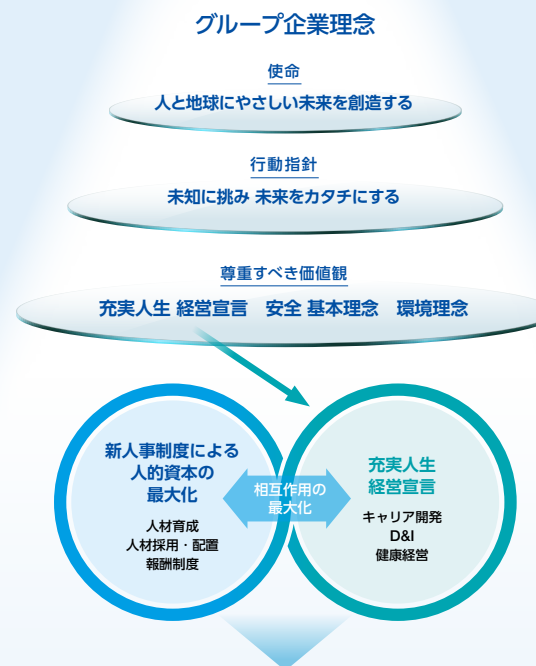 グループ企業理念
使命
人と地球にやさしい未来を創造する
行動指針
未知に挑み 未来をカタチにする
尊重すべき価値観
充実人生 経営宣言　安全 基本理念　環境理念
新人事制度による
人的資本の
最大化
人材育成
人材採用・配置
報酬制度
相互作用の
最大化
充実人生
経営宣言
キャリア開発
D&I
健康経営